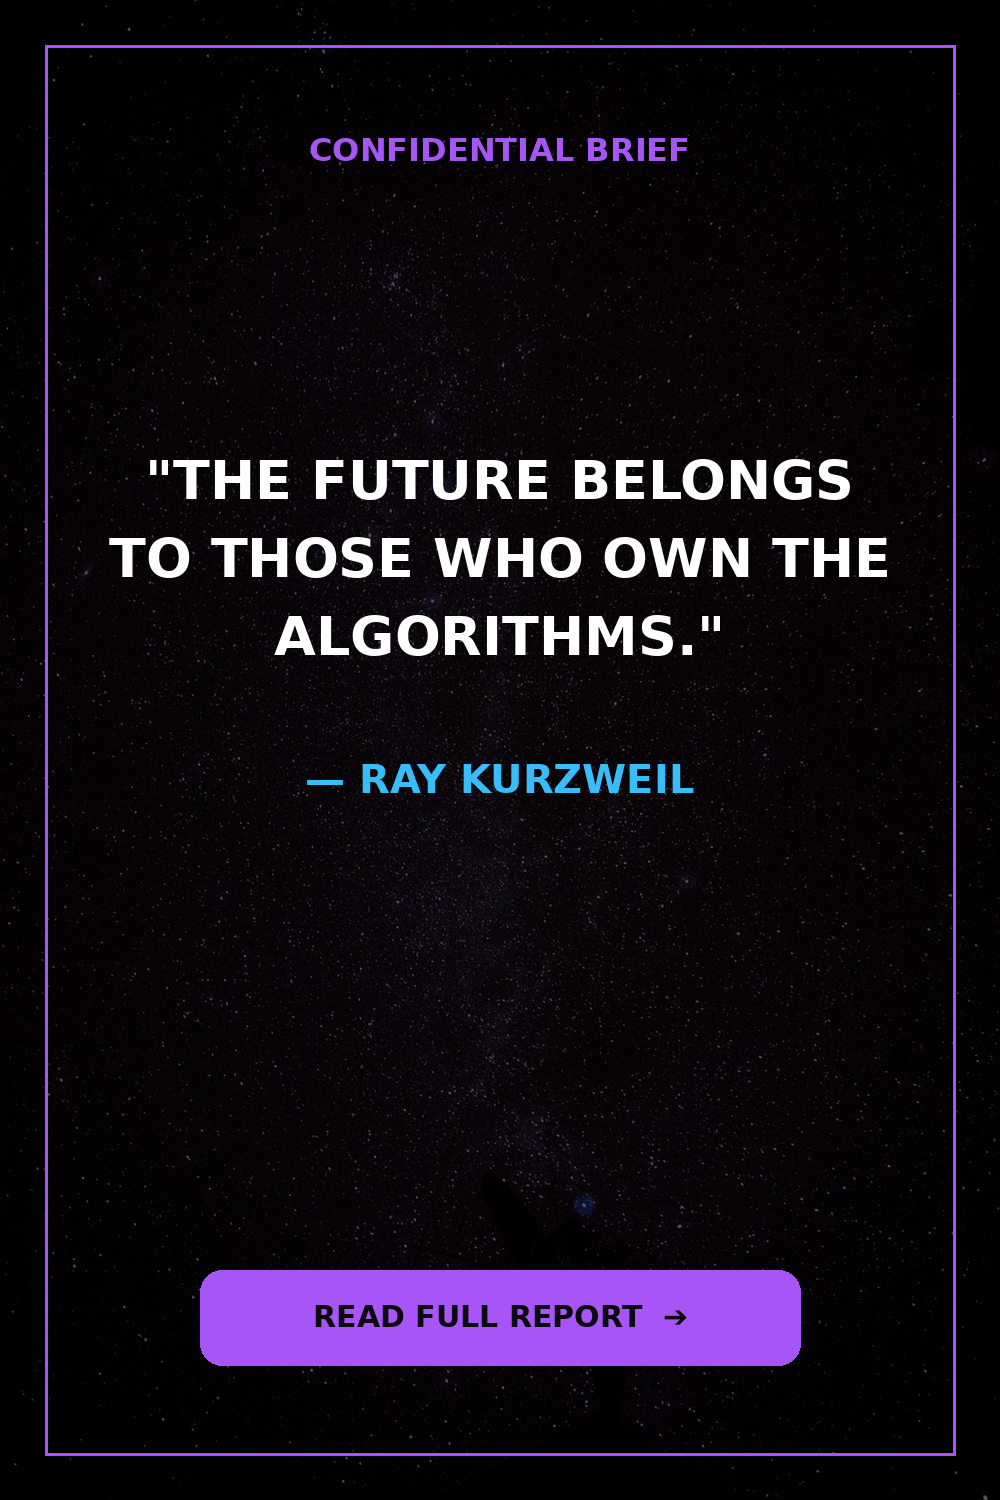 CONFIDENTIAL BRIEF
"THE FUTURE BELONGS
TO THOSE WHO OWN THE
ALGORITHMS."
— RAY KURZWEIL
READ FULL REPORT ➔